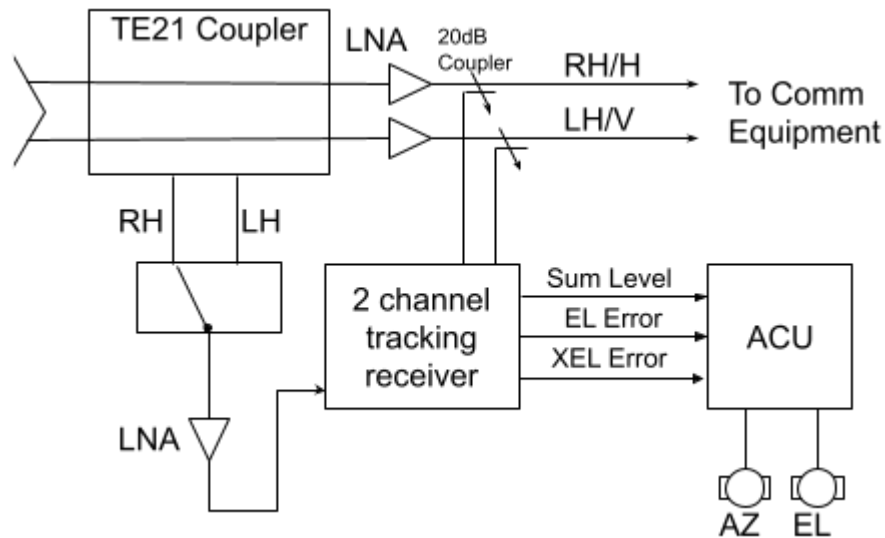 TE21 Coupler
LNA
20dB
Coupler
RH/H
LH/V
To Comm
Equipment
RH
LH
2 channel
tracking
receiver
Sum Level
EL Error
XEL Error
ACU
LNA
AZ
EL